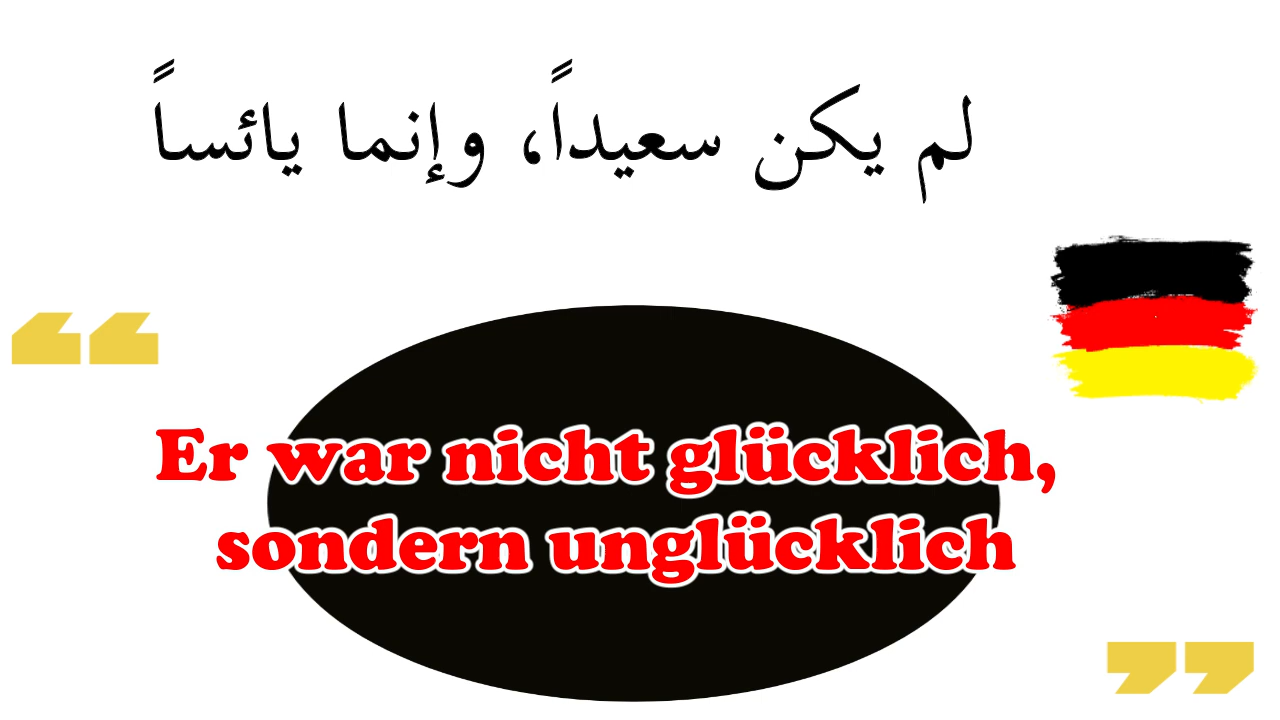 لم يكن سعيداً، وإنما يائساً
“
Er war nicht glücklich,
sondern unglücklich
”